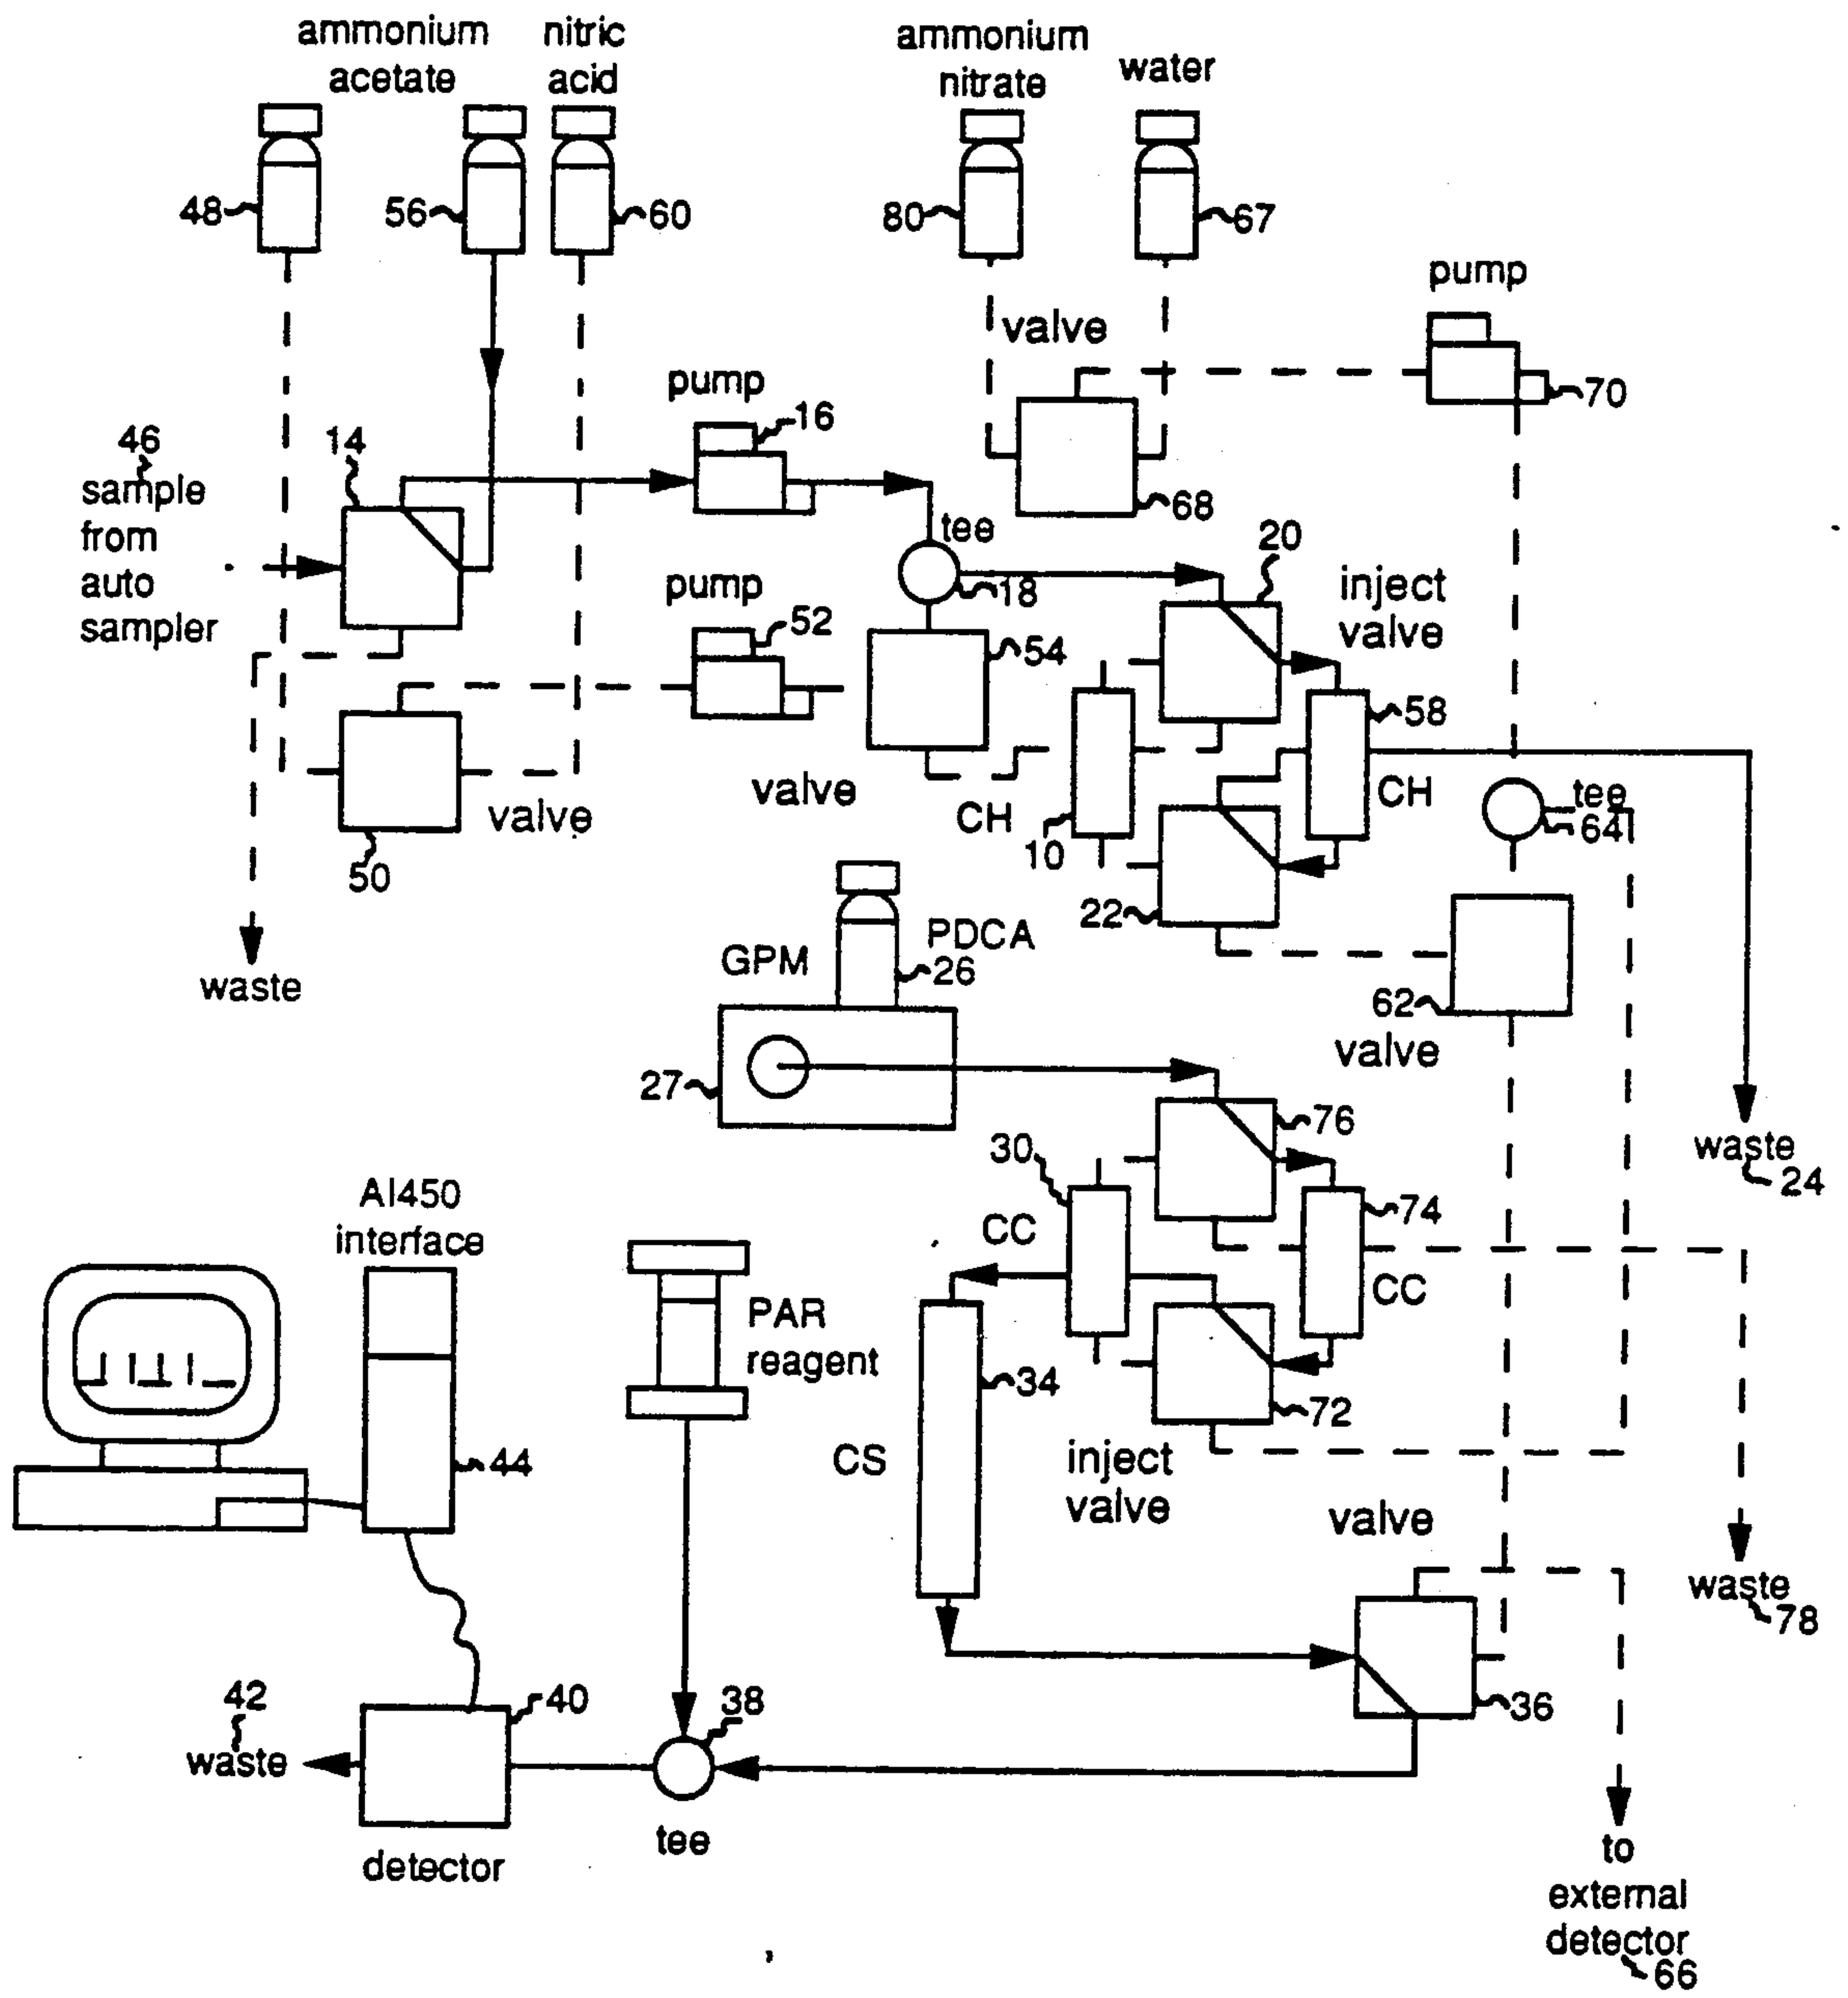 ammonium
acetate
nitric
acid
ammonium
nitrate
water
48
56
60
80
67
pump
valve
70
pump
16
46
14
sample
from
auto
sampler
68
tee
18
20
inject
valve
pump
52
54
58
valve
valve
CH
10
CH
tee
64
50
22
waste
GPM
PDCA
26
62
valve
27
76
waste
24
30
AI450
interface
CC
74
CC
PAR
reagent
34
72
CS
44
inject
valve
valve
waste
78
42
waste
40
38
36
tee
detector
to
external
detector
66